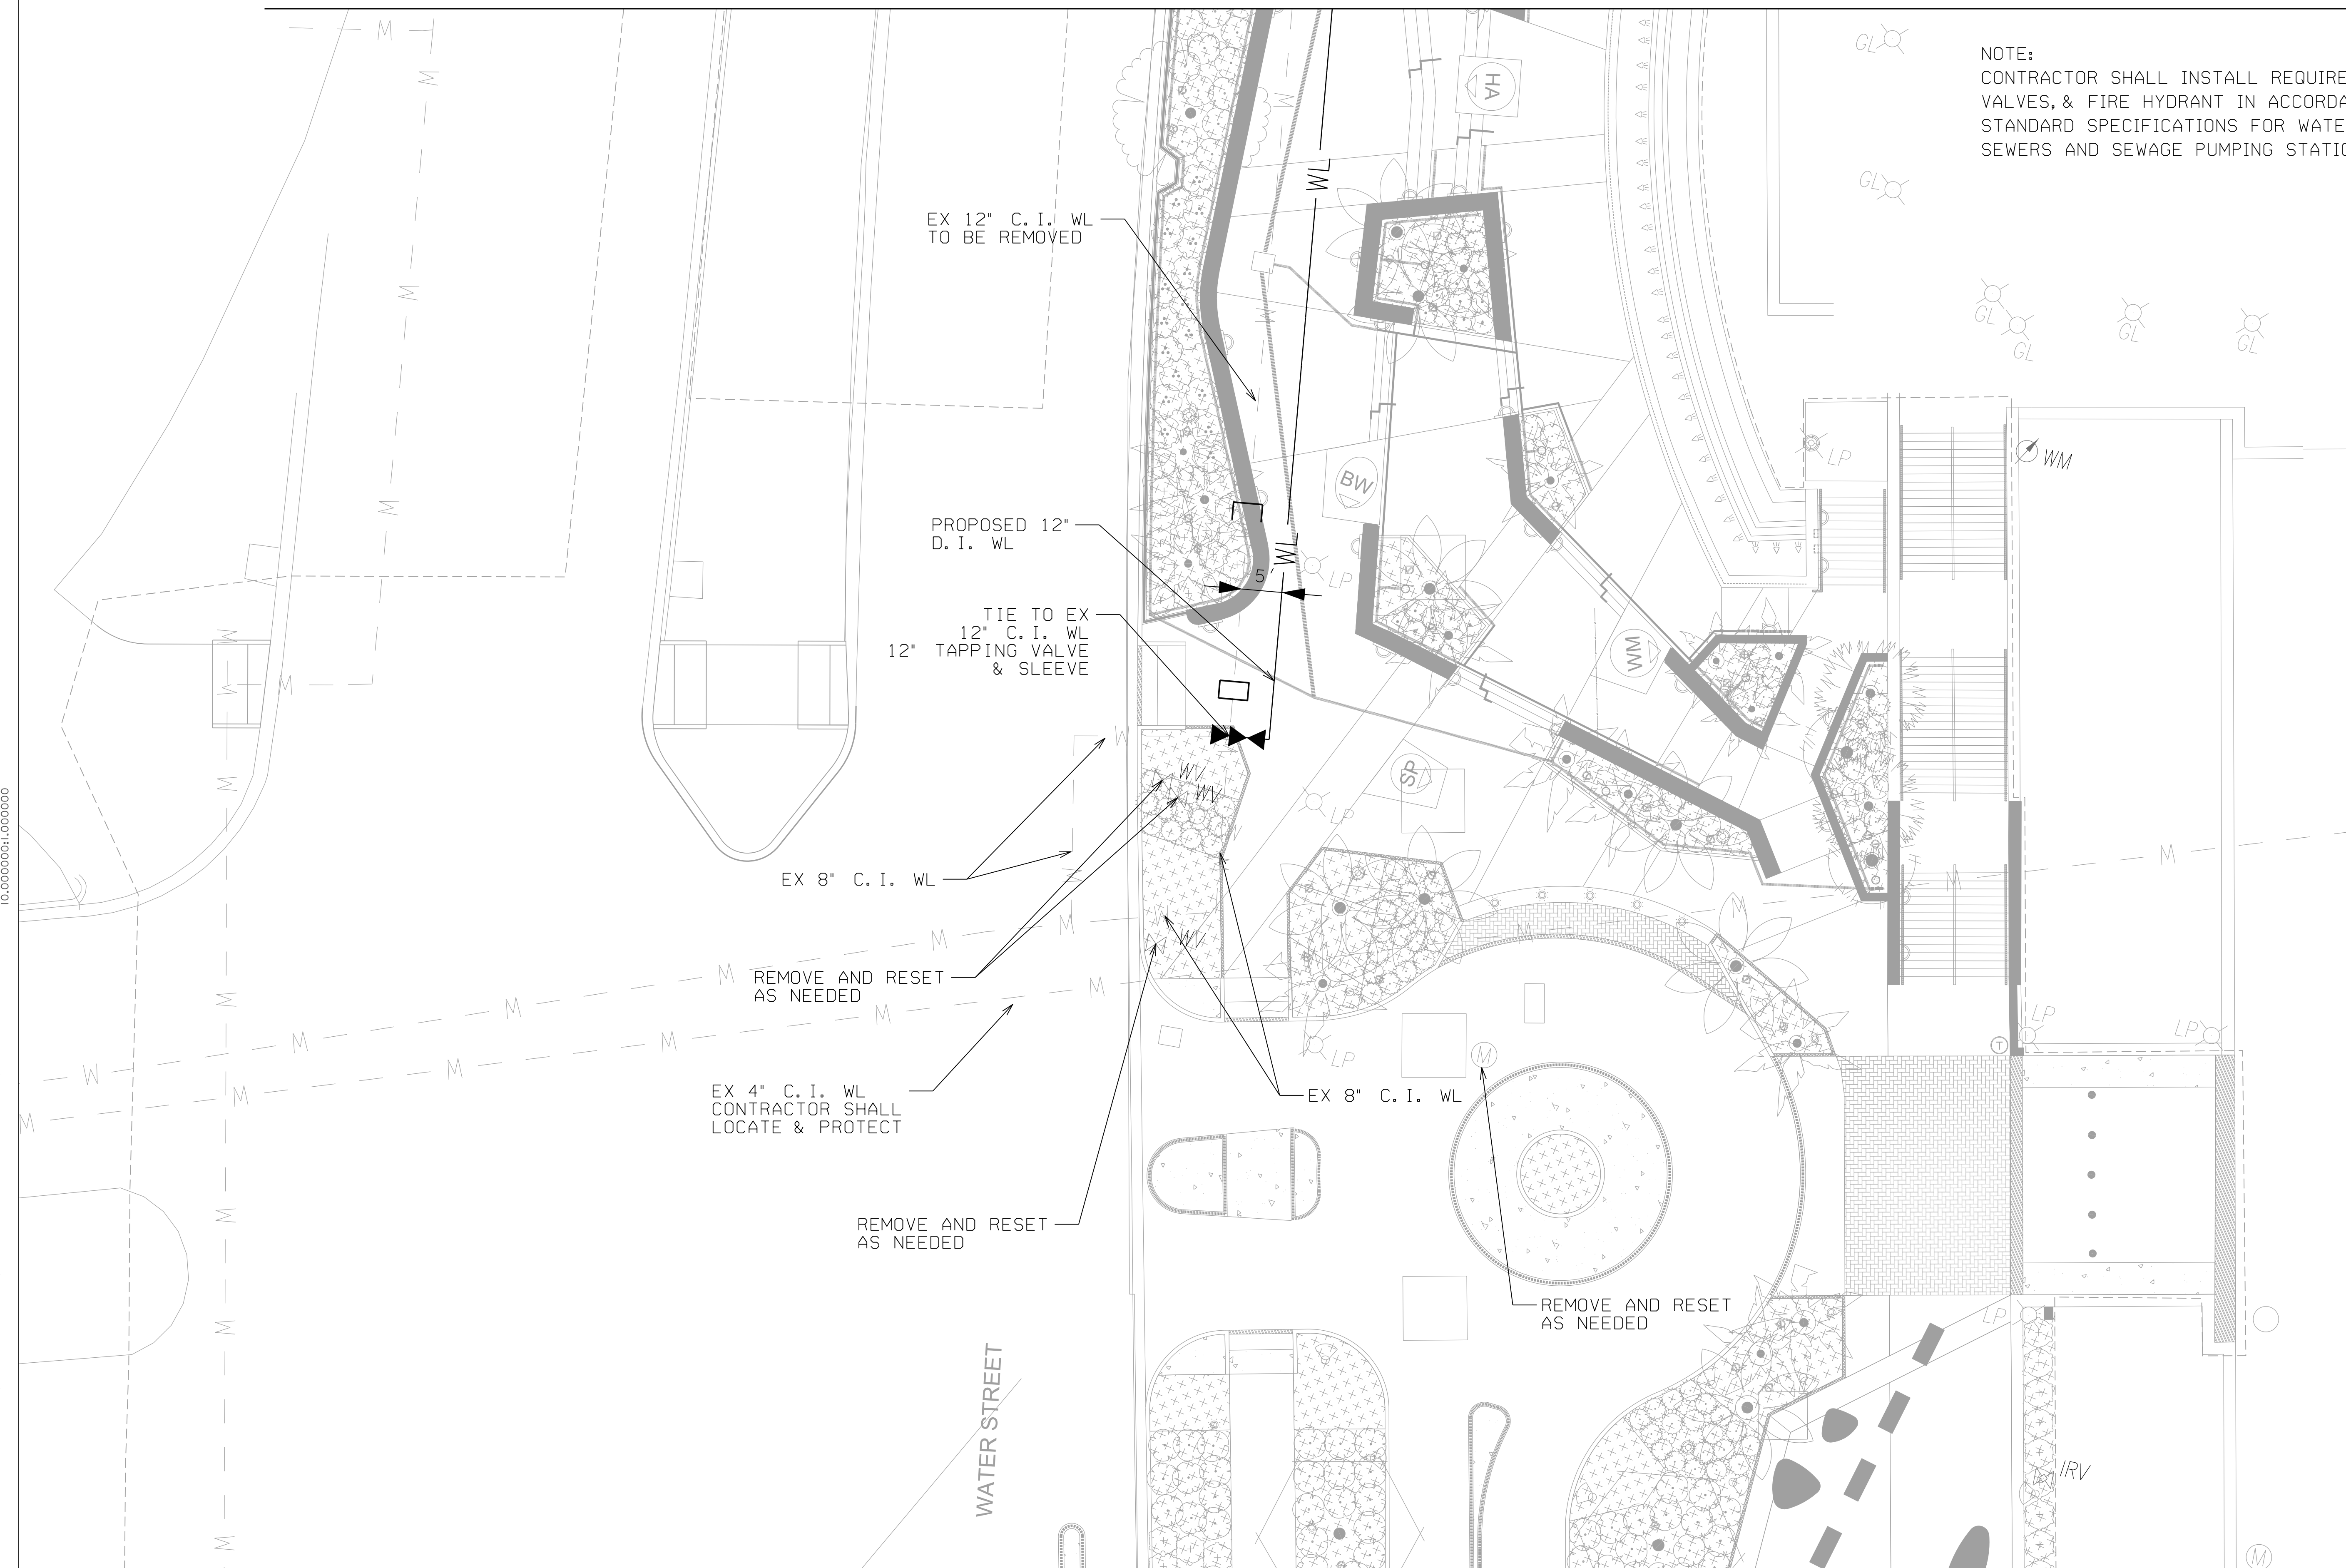 NOTE:
CONTRACTOR SHALL INSTALL REQUIRE
VALVES, & FIRE HYDRANT IN ACCORDA
STANDARD SPECIFICATIONS FOR WATE
SEWERS AND SEWAGE PUMPING STATIO
W
W
HA
GL
GL
GL
GL
GL
GL
WL
EX 12" C.I. WL
TO BE REMOVED
W
W
W
W
LP
WM
BW
PROPOSED 12"
D.I. WL
WL
5'
LP
TIE TO EX
12" C.I. WL
12" TAPPING VALVE
& SLEEVE
WW
W
W
W
W
WV
WV
SP
LP
EX 8" C.I. WL
W
W
W
W
W
W
W
W
WV
REMOVE AND RESET
AS NEEDED
W
W
W
W
W
W
W
W
W
W
W
LP
M
T
LP
LP
EX 4" C.I. WL
CONTRACTOR SHALL
LOCATE & PROTECT
EX 8" C.I. WL
REMOVE AND RESET
AS NEEDED
REMOVE AND RESET
AS NEEDED
LP
W
W
W
WATER STREET
IRV
M
10.000000:1.000000